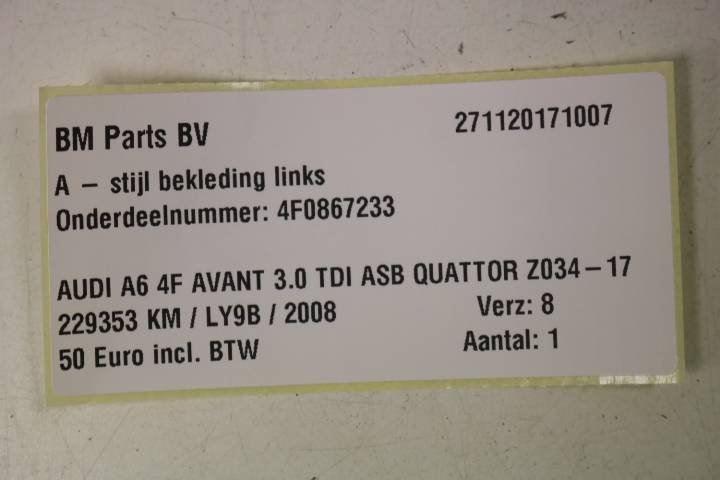 BM Parts BV 271120171007
A – stijl bekleding links
Onderdeelnummer: 4F0867233
AUDI A6 4F AVANT 3.0 TDI ASB QUATTOR Z034–17
229353 KM / LY9B / 2008 Verz: 8
50 Euro incl. BTW Aantal: 1